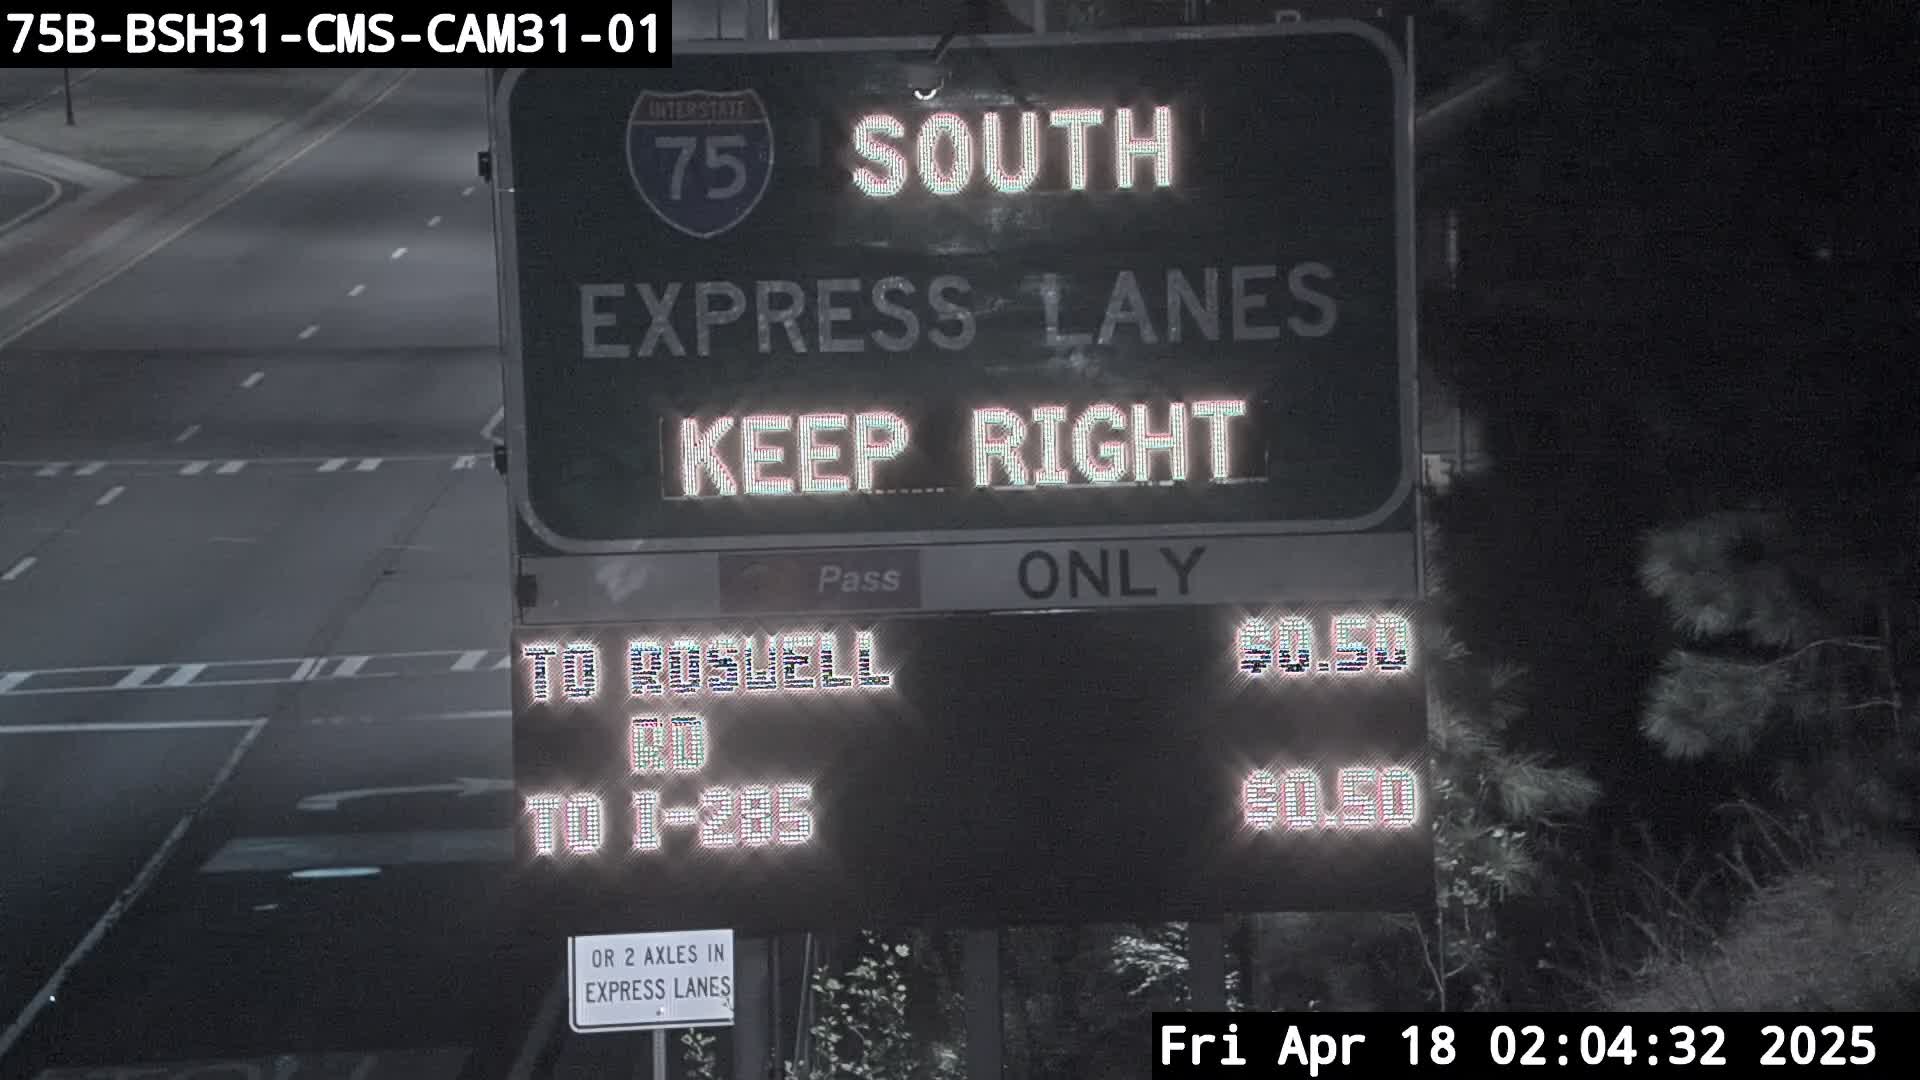 75B-BSH31-CMS-CAM31-01
INTERSTATE
75
SOUTH
EXPRESS LANES
KEEP RIGHT
Pass ONLY
TO ROSWELL $0.50
RD
TO I-285 $0.50
OR 2 AXLES IN
EXPRESS LANES
Fri Apr 18 02:04:32 2025